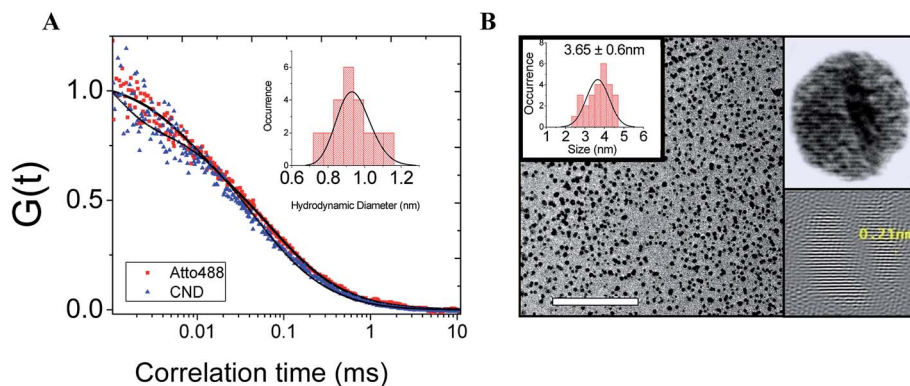 A
G(t)
1.0
0.5
0.0
0.01
0.1
1
10
Correlation time (ms)
Atto488
CND
Occurrence
6
4
2
0
0.6
0.8
1.0
1.2
Hydrodynamic Diameter (nm)
B
3.65 ± 0.6nm
Occurrence
8
6
4
2
0
1 2 3 4 5 6
Size (nm)
0.21nm